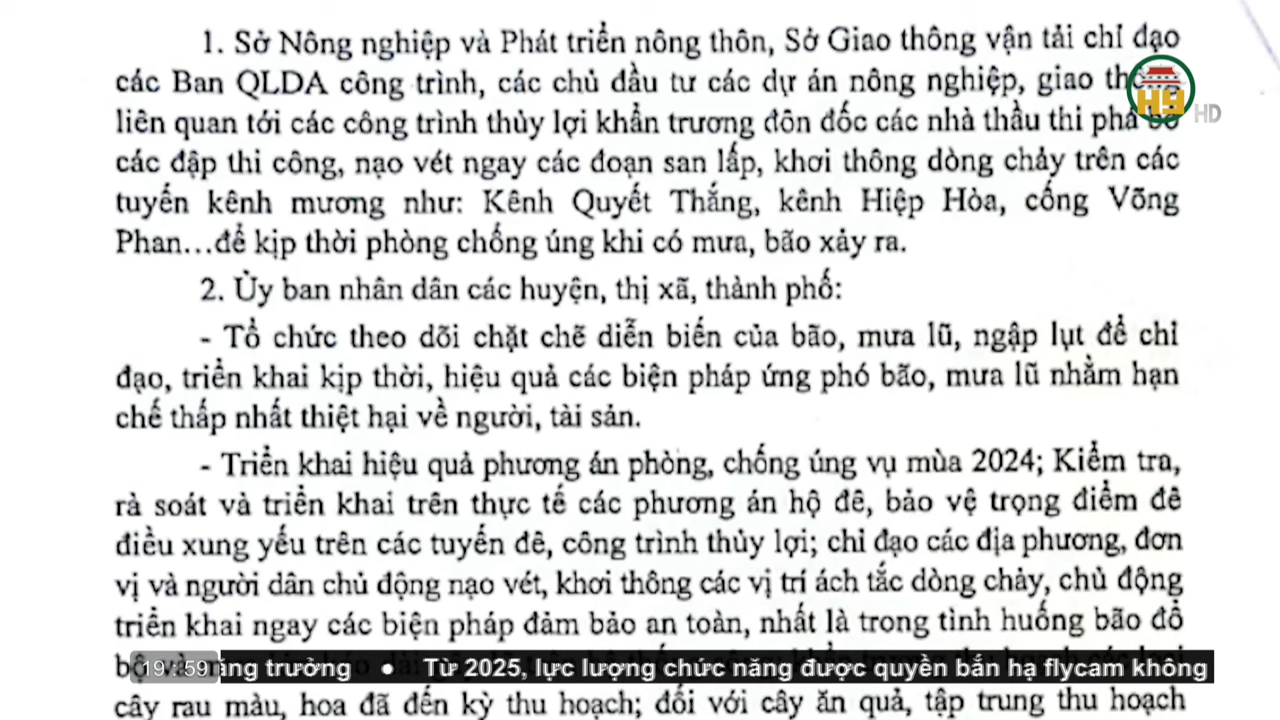 1. Sở Nông nghiệp và Phát triển nông thôn, Sở Giao thông vận tải chỉ đạo
các Ban QLDA công trình, các chủ đầu tư các dự án nông nghiệp, giao
liên quan tới các công trình thủy lợi khẩn trương đôn đốc các nhà thầu thi phá
các đập thi công, nạo vét ngay các đoạn san lấp, khơi thông dòng chảy trên các
tuyến kênh mương như: Kênh Quyết Thắng, kênh Hiệp Hòa, cống Võng
Phan...để kịp thời phòng chống úng khi có mưa, bão xảy ra.
2. Ủy ban nhân dân các huyện, thị xã, thành phố:
- Tổ chức theo dõi chặt chẽ diễn biến của bão, mưa lũ, ngập lụt để chỉ
đạo, triển khai kịp thời, hiệu quả các biện pháp ứng phó bão, mưa lũ nhằm hạn
chế thấp nhất thiệt hại về người, tài sản.
- Triển khai hiệu quả phương án phòng, chống úng vụ mùa 2024; Kiểm tra,
rà soát và triển khai trên thực tế các phương án hộ đê, bảo vệ trọng điểm đê
điều xung yếu trên các tuyến đê, công trình thủy lợi; chỉ đạo các địa phương, đơn
vị và người dân chủ động nạo vét, khơi thông các vị trí ách tắc dòng chảy, chủ động
triển khai ngay các biện pháp đảm bảo an toàn, nhất là trong tình huống bão đổ
cây rau màu, hoa đã đến kỳ thu hoạch; đối với cây ăn quả, tập trung thu hoạch
HY HD
19:59 ăng trưởng • Từ 2025, lực lượng chức năng được quyền bắn hạ flycam không